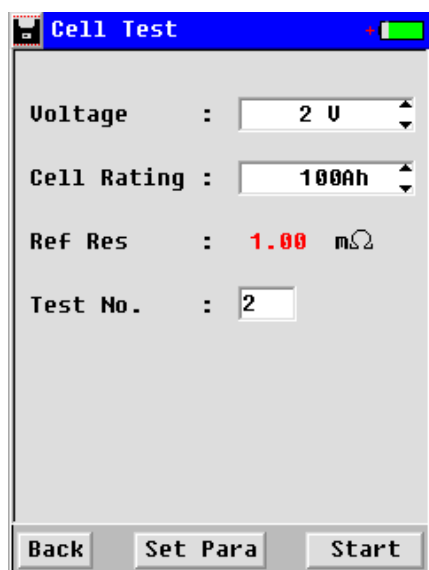 Cell Test
Voltage : 2 V
Cell Rating : 100Ah
Ref Res : 1.00 mΩ
Test No. : 2
Back Set Para Start